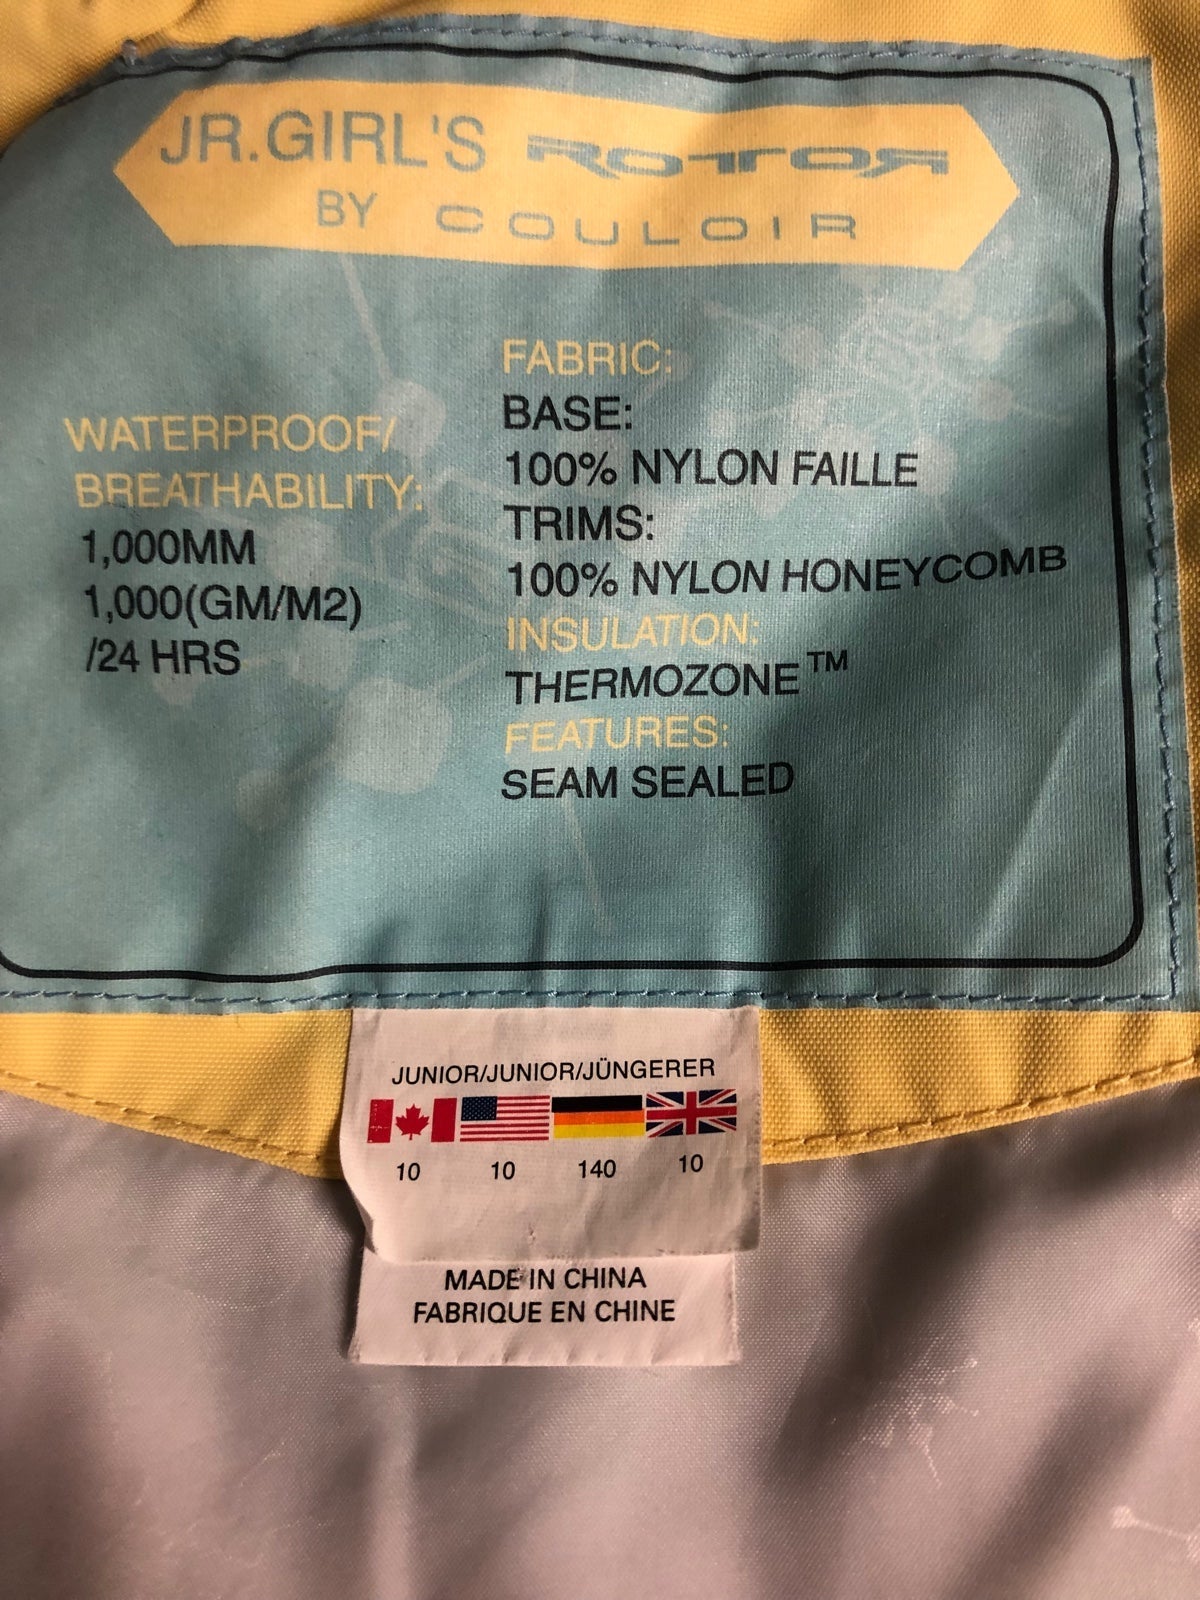 JR.GIRL'S ROTOR
BY COULOIR
WATERPROOF/
BREATHABILITY:
1,000MM
1,000(GM/M2)
/24 HRS
FABRIC:
BASE:
100% NYLON FAILLE
TRIMS:
100% NYLON HONEYCOMB
INSULATION:
THERMOZONE™
FEATURES:
SEAM SEALED
JUNIOR/JUNIOR/JÜNGERER
10 10 140 10
MADE IN CHINA
FABRIQUE EN CHINE